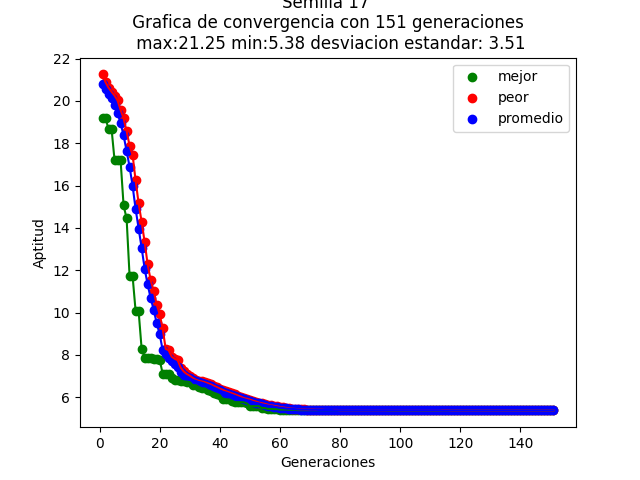 Semilla 17
Grafica de convergencia con 151 generaciones
max:21.25 min:5.38 desviacion estandar: 3.51
22
20
18
16
14
12
10
8
6
Aptitud
mejor
peor
promedio
0 20 40 60 80 100 120 140
Generaciones